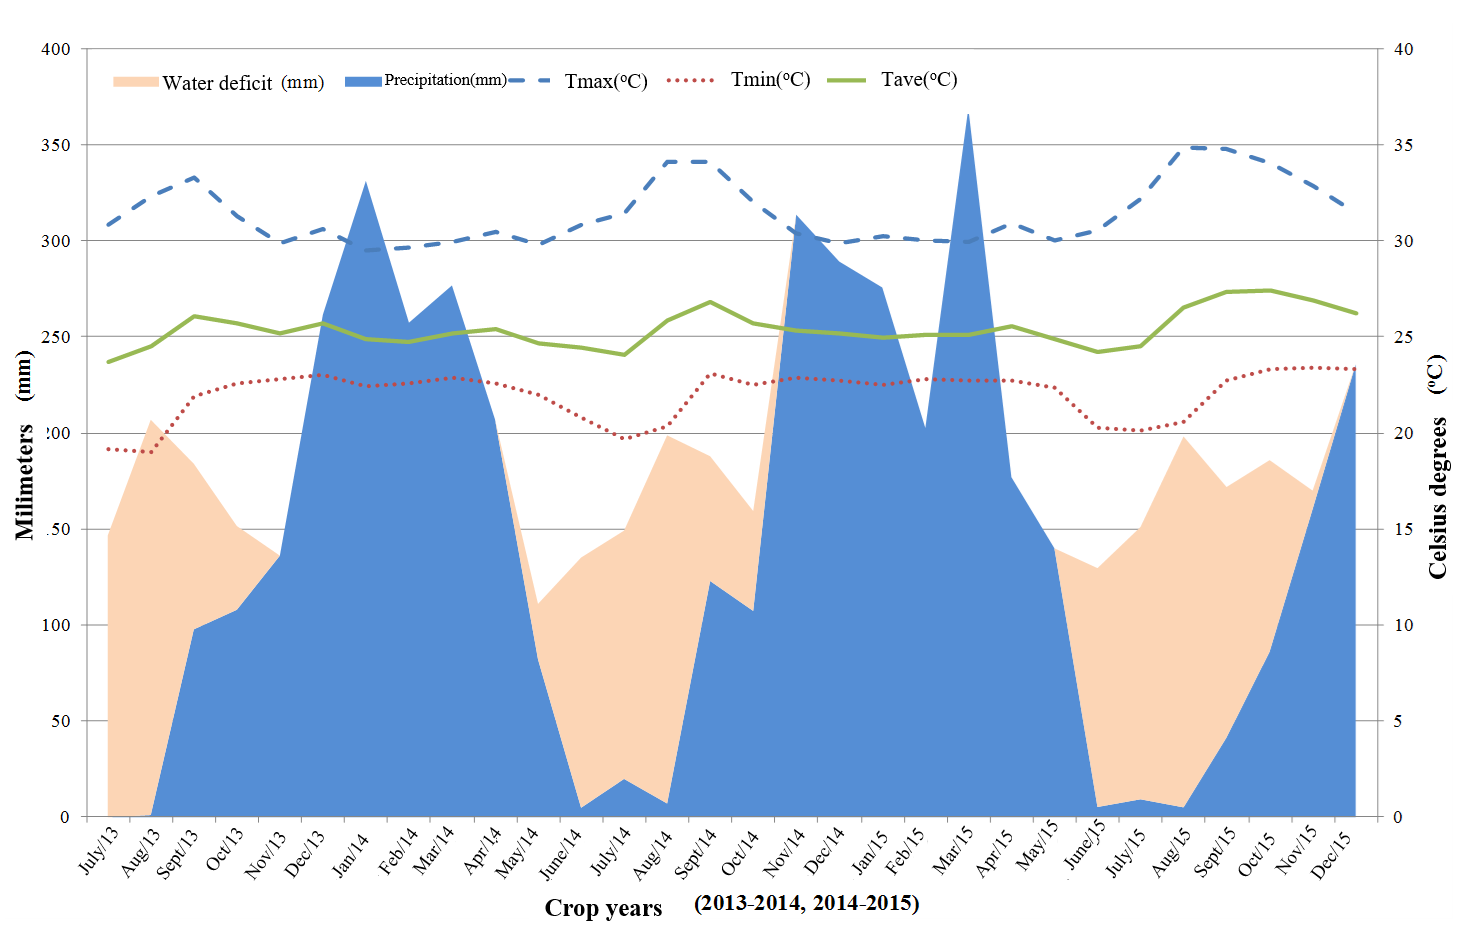 400
40
Water deficit (mm)
Precipitation(mm)
Tmax(ºC)
Tmin(ºC)
Tave(ºC)
350
35
300
30
250
25
200
20
150
15
100
10
50
5
0
0
Milimeters (mm)
Celsius degrees (ºC)
July/13
Aug/13
Sept/13
Oct/13
Nov/13
Dec/13
Jan/14
Feb/14
Mar/14
Apr/14
May/14
June/14
July/14
Aug/14
Sept/14
Oct/14
Nov/14
Dec/14
Jan/15
Feb/15
Mar/15
Apr/15
May/15
June/15
July/15
Aug/15
Sept/15
Oct/15
Nov/15
Dec/15
Crop years (2013-2014, 2014-2015)